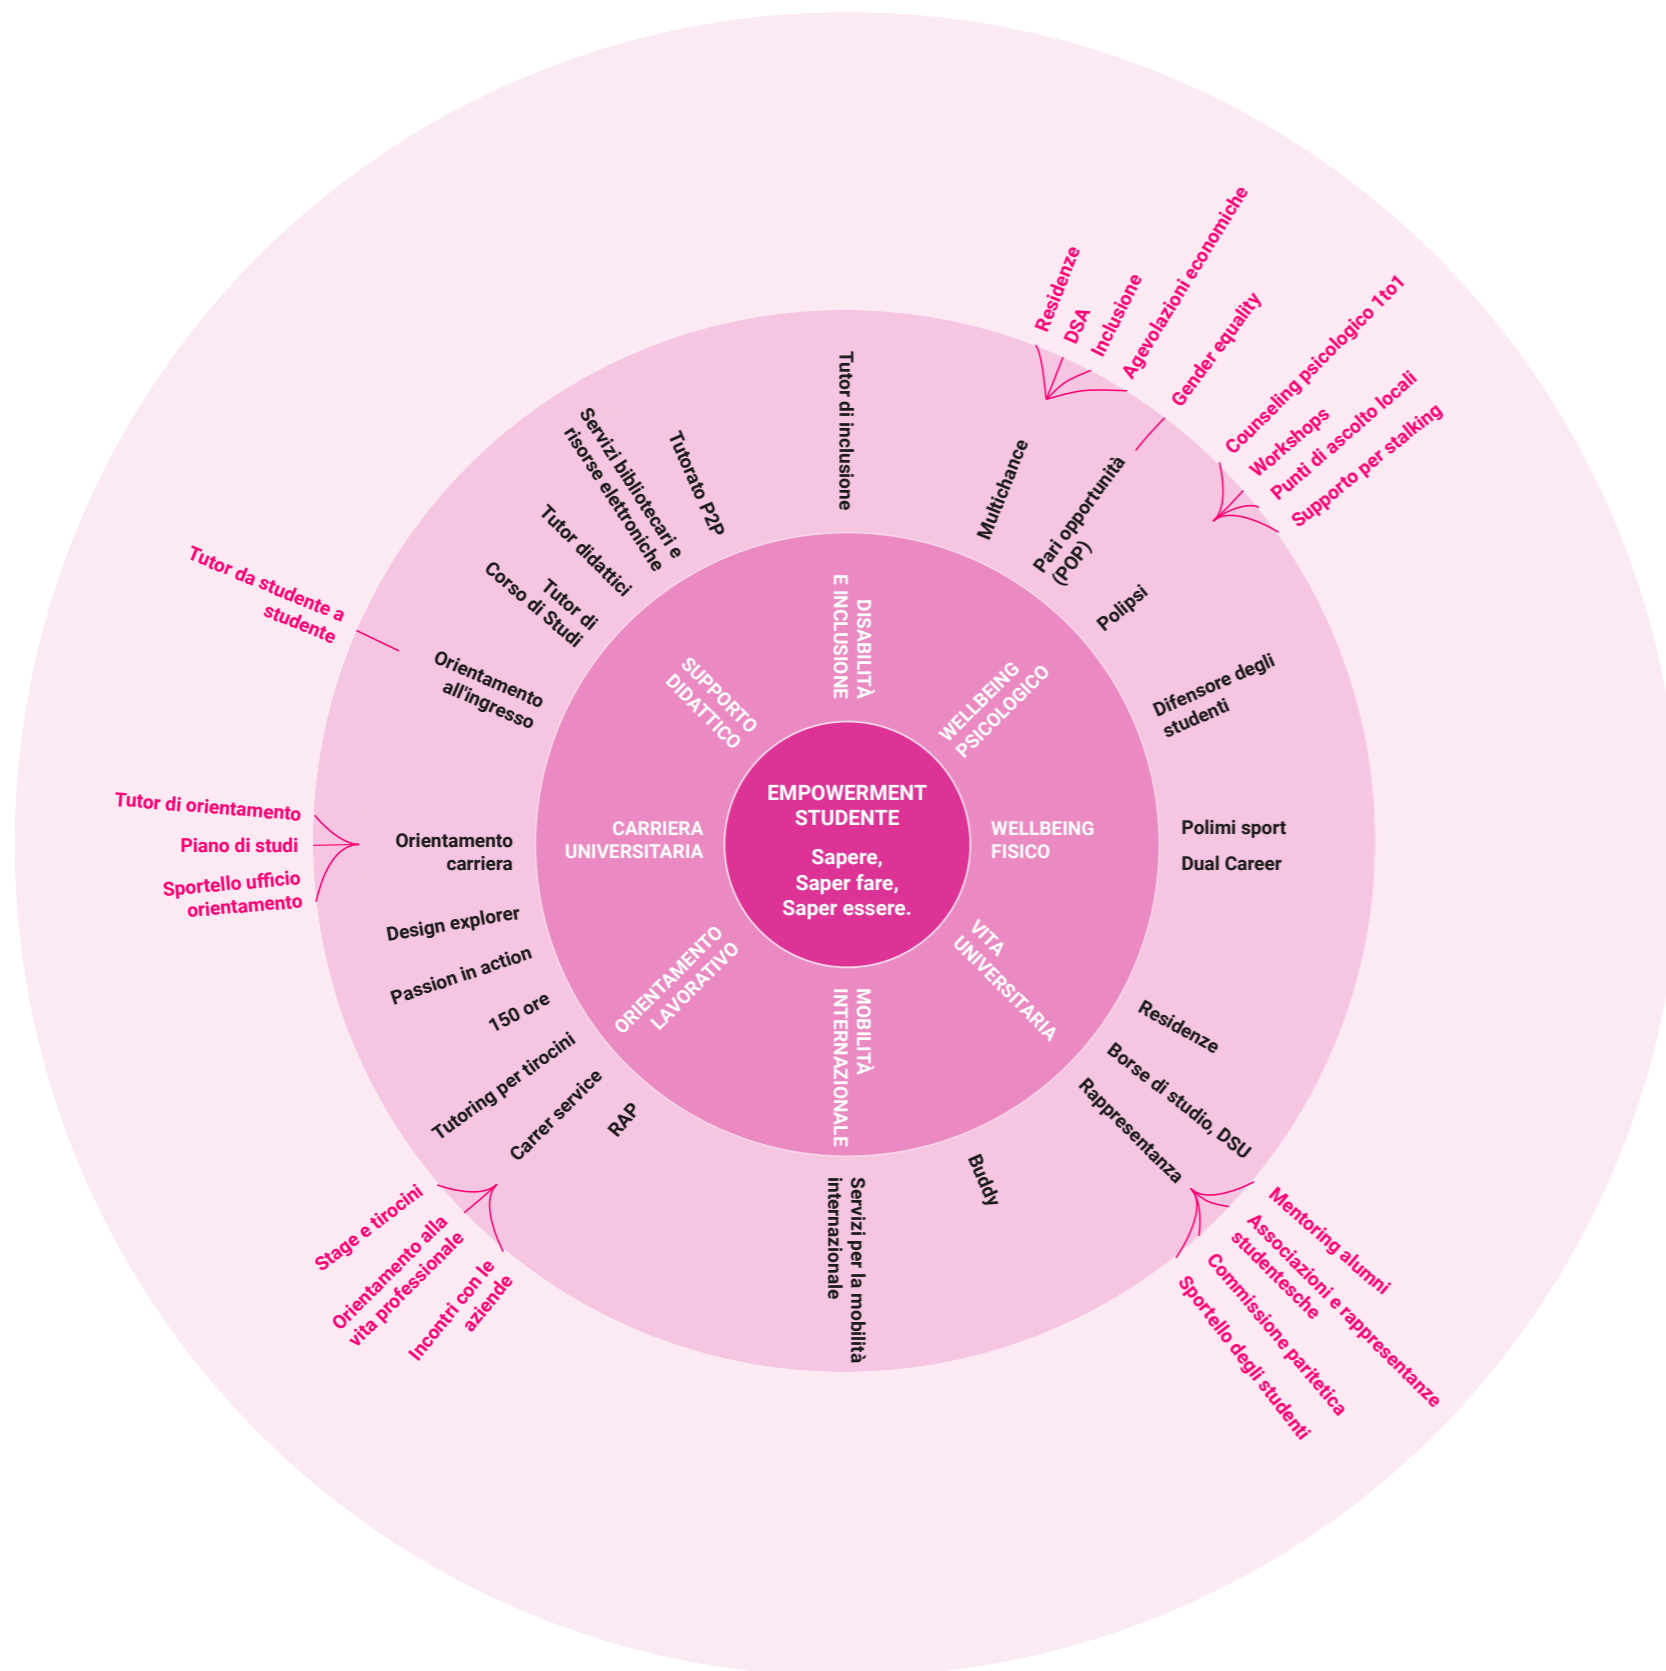 EMPOWERMENT
STUDENTE
Sapere,
Saper fare,
Saper essere.
DISABILITÀ
E INCLUSIONE
WELLBEING
PSICOLOGICO
WELLBEING
FISICO
VITA
UNIVERSITARIA
MOBILITÀ
INTERNAZIONALE
ORIENTAMENTO
LAVORATIVO
CARRIERA
UNIVERSITARIA
SUPPORTO
DIDATTICO
Tutor di inclusione
Multichance
Pari opportunità
(POP)
Polipsi
Difensore degli
studenti
Polimi sport
Dual Career
Residenze
Borse di studio, DSU
Rappresentanza
Buddy
Servizi per la mobilità
internazionale
RAP
Carrer service
Tutoring per tirocini
150 ore
Passion in action
Design explorer
Orientamento
carriera
Orientamento
all'ingresso
Tutor di
Corso di Studi
Tutor didattici
Servizi bibliotecari e
risorse elettroniche
Tutorato P2P
Residenze
DSA
Inclusione
Agevolazioni economiche
Gender equality
Counseling psicologico 1to1
Workshops
Punti di ascolto locali
Supporto per stalking
Mentoring alumni
Associazioni e rappresentanze
studentesche
Commissione paritetica
Sportello degli studenti
Incontri con le
aziende
Orientamento alla
vita professionale
Stage e tirocini
Sportello ufficio
orientamento
Piano di studi
Tutor di orientamento
Tutor da studente a
studente